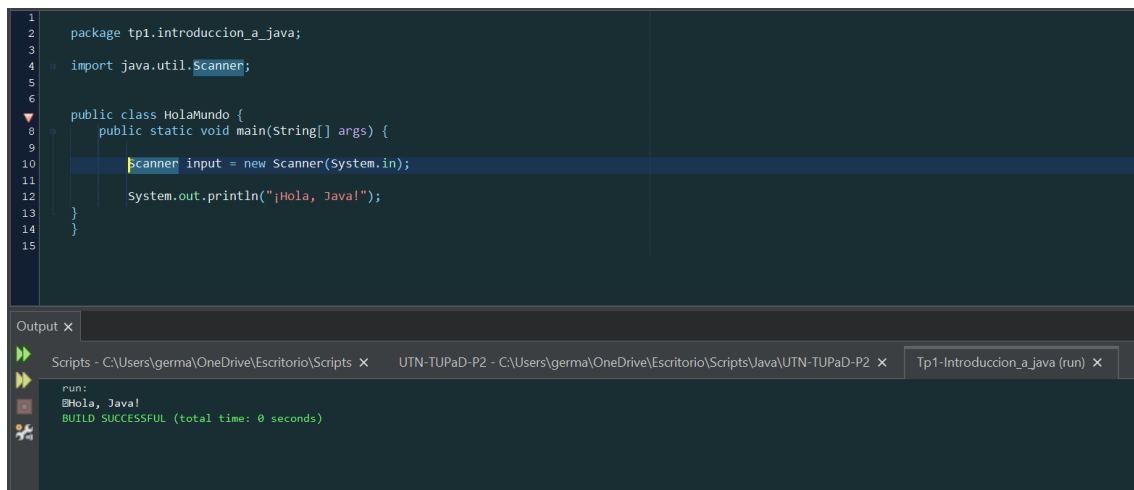 1
2 package tp1.introduccion_a_java;
3
4 import java.util.Scanner;
5
6
public class HolaMundo {
8 public static void main(String[] args) {
9
10 Scanner input = new Scanner(System.in);
11
12 System.out.println("¡Hola, Java!");
13 }
14 }
15
Output
Scripts - C:\Users\germa\OneDrive\Escritorio\Scripts UTN-TUPaD-P2 - C:\Users\germa\OneDrive\Escritorio\Scripts\Java\UTN-TUPaD-P2 Tp1-Introduccion_a_java (run)
run:
Hola, Java!
BUILD SUCCESSFUL (total time: 0 seconds)